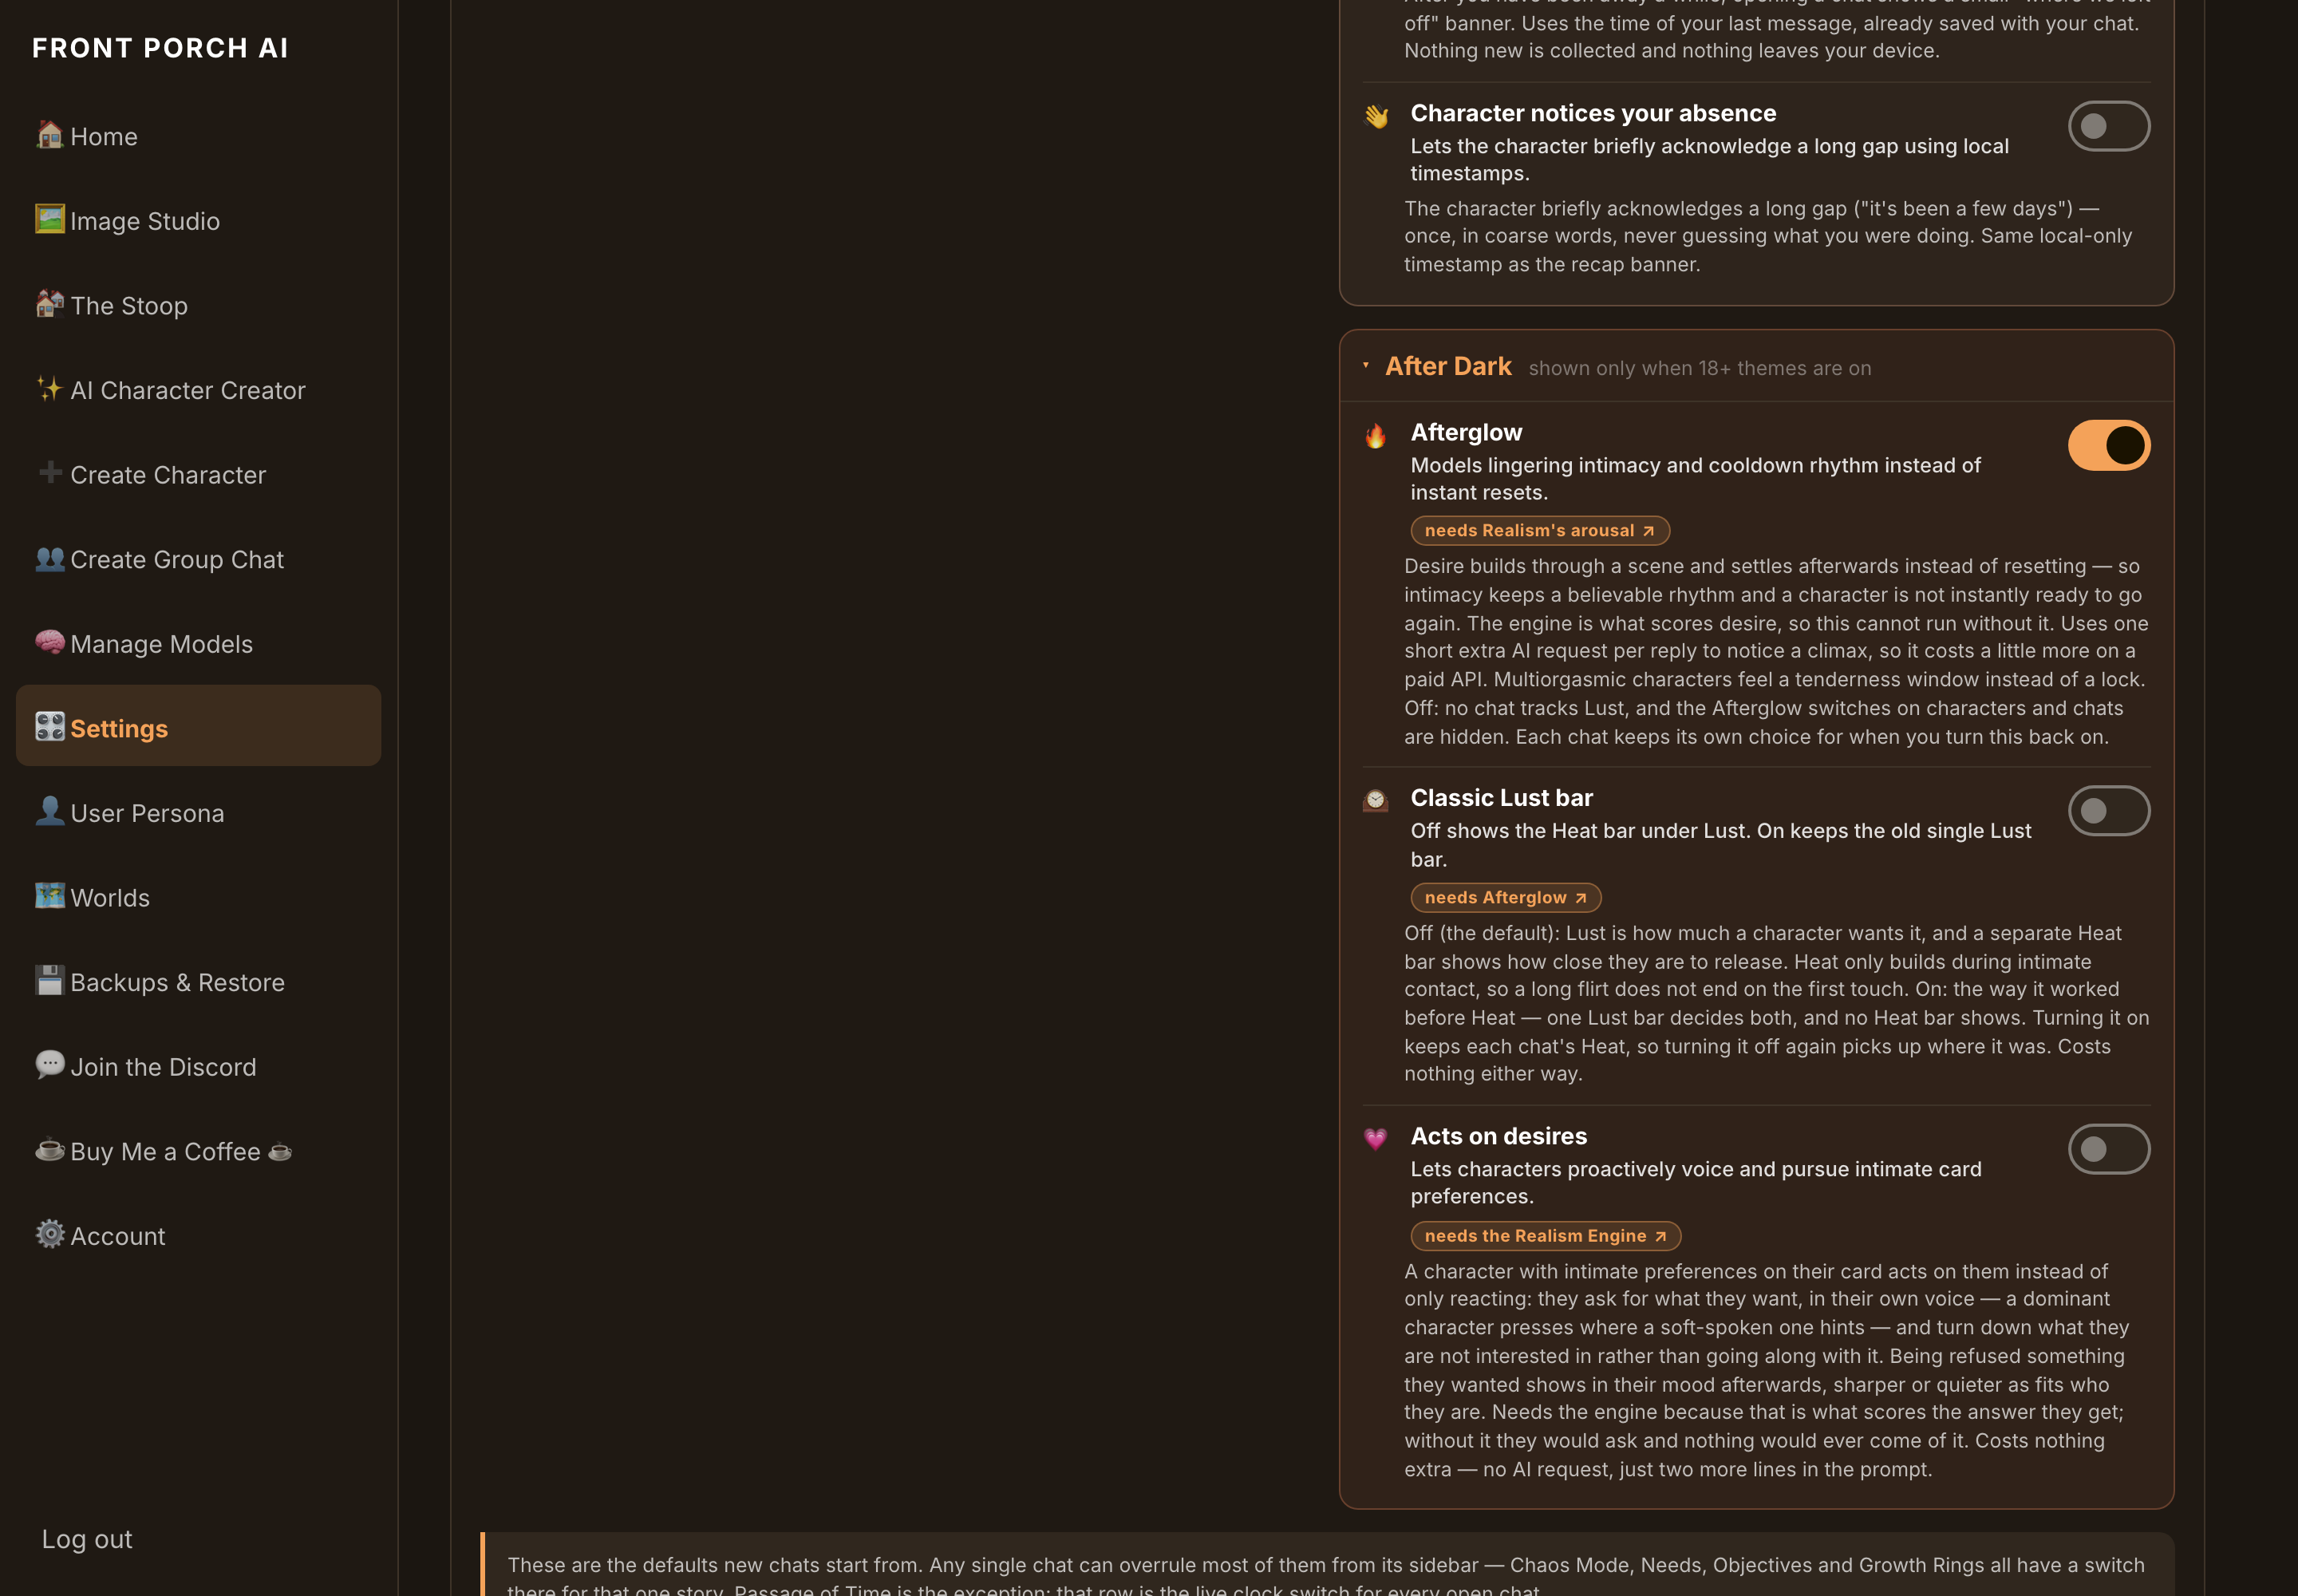 FRONT PORCH AI
Home
Image Studio
The Stoop
AI Character Creator
Create Character
Create Group Chat
Manage Models
Settings
User Persona
Worlds
Backups & Restore
Join the Discord
Buy Me a Coffee
Account
Log out
off" banner. Uses the time of your last message, already saved with your chat.
Nothing new is collected and nothing leaves your device.
Character notices your absence
Lets the character briefly acknowledge a long gap using local
timestamps.
The character briefly acknowledges a long gap ("it's been a few days") —
once, in coarse words, never guessing what you were doing. Same local-only
timestamp as the recap banner.
After Dark shown only when 18+ themes are on
Afterglow
Models lingering intimacy and cooldown rhythm instead of
instant resets.
needs Realism's arousal ↗
Desire builds through a scene and settles afterwards instead of resetting — so
intimacy keeps a believable rhythm and a character is not instantly ready to go
again. The engine is what scores desire, so this cannot run without it. Uses one
short extra AI request per reply to notice a climax, so it costs a little more on a
paid API. Multiorgasmic characters feel a tenderness window instead of a lock.
Off: no chat tracks Lust, and the Afterglow switches on characters and chats
are hidden. Each chat keeps its own choice for when you turn this back on.
Classic Lust bar
Off shows the Heat bar under Lust. On keeps the old single Lust
bar.
needs Afterglow ↗
Off (the default): Lust is how much a character wants it, and a separate Heat
bar shows how close they are to release. Heat only builds during intimate
contact, so a long flirt does not end on the first touch. On: the way it worked
before Heat — one Lust bar decides both, and no Heat bar shows. Turning it on
keeps each chat's Heat, so turning it off again picks up where it was. Costs
nothing either way.
Acts on desires
Lets characters proactively voice and pursue intimate card
preferences.
needs the Realism Engine ↗
A character with intimate preferences on their card acts on them instead of
only reacting: they ask for what they want, in their own voice — a dominant
character presses where a soft-spoken one hints — and turn down what they
are not interested in rather than going along with it. Being refused something
they wanted shows in their mood afterwards, sharper or quieter as fits who
they are. Needs the engine because that is what scores the answer they get;
without it they would ask and nothing would ever come of it. Costs nothing
extra — no AI request, just two more lines in the prompt.
These are the defaults new chats start from. Any single chat can overrule most of them from its sidebar — Chaos Mode, Needs, Objectives and Growth Rings all have a switch
there for that one story. Passage of Time is the exception: that row is the live clock switch for every open chat.